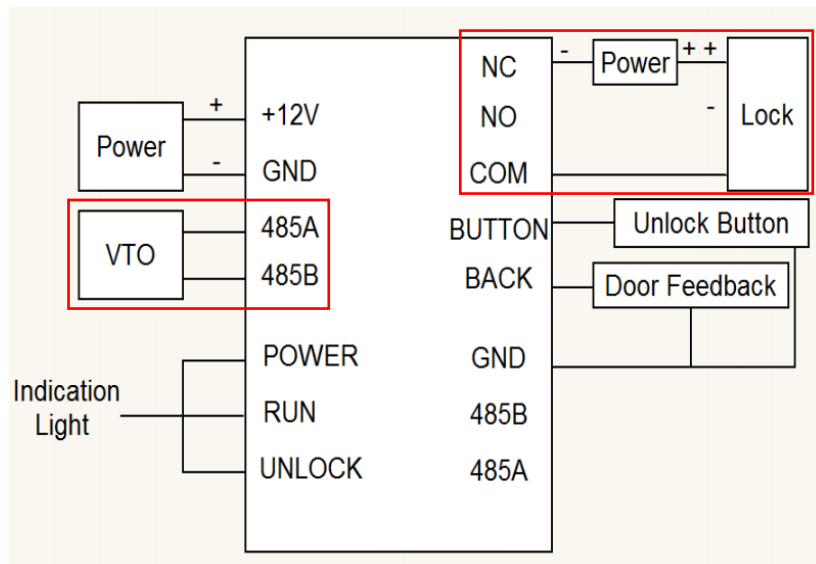 Power
+
-
+12V
GND
VTO
485A
485B
Indication
Light
POWER
RUN
UNLOCK
NC
NO
COM
-
Power
+ +
-
Lock
BUTTON
Unlock Button
BACK
Door Feedback
GND
485B
485A